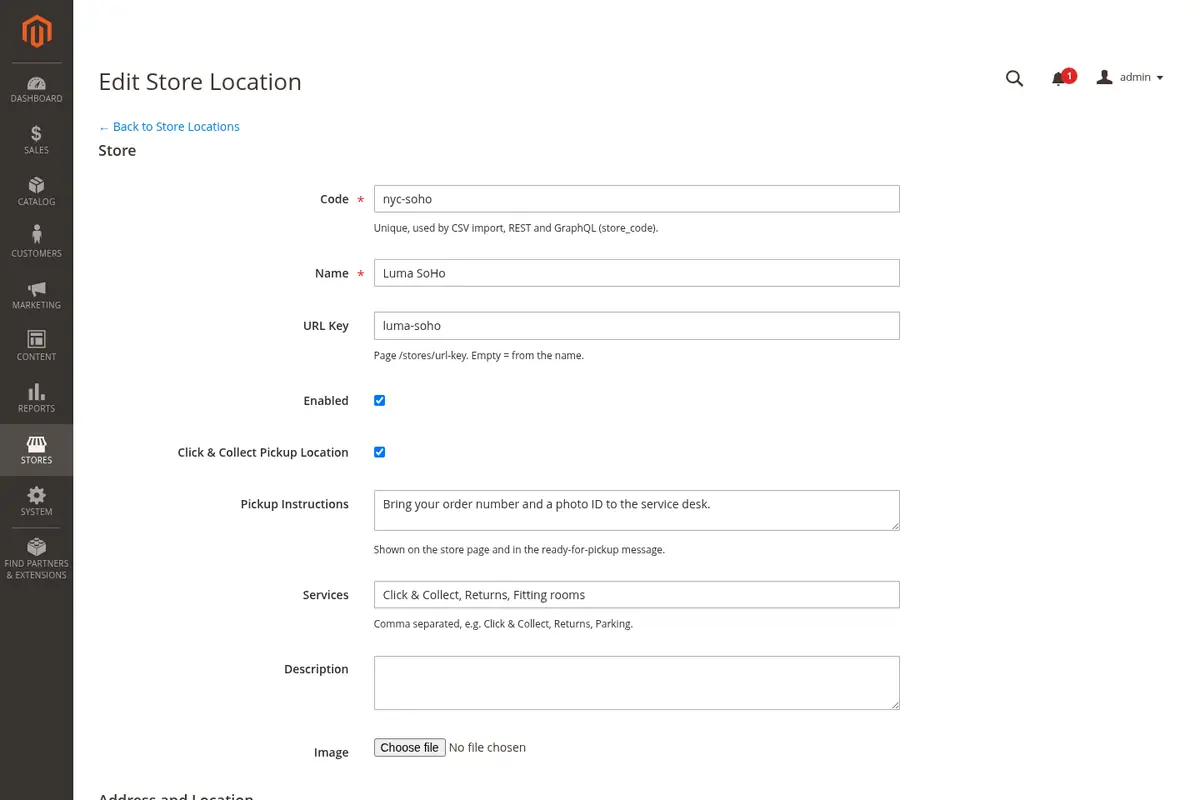 Edit Store Location
1
admin
← Back to Store Locations
DASHBOARD
SALES
CATALOG
CUSTOMERS
MARKETING
CONTENT
REPORTS
STORES
SYSTEM
FIND PARTNERS
& EXTENSIONS
Store
Code *
nyc-soho
Unique, used by CSV import, REST and GraphQL (store_code).
Name *
Luma SoHo
URL Key
luma-soho
Page /stores/url-key. Empty = from the name.
Enabled
Click & Collect Pickup Location
Pickup Instructions
Bring your order number and a photo ID to the service desk.
Shown on the store page and in the ready-for-pickup message.
Services
Click & Collect, Returns, Fitting rooms
Comma separated, e.g. Click & Collect, Returns, Parking.
Description
Image
Choose file No file chosen
Address and Location